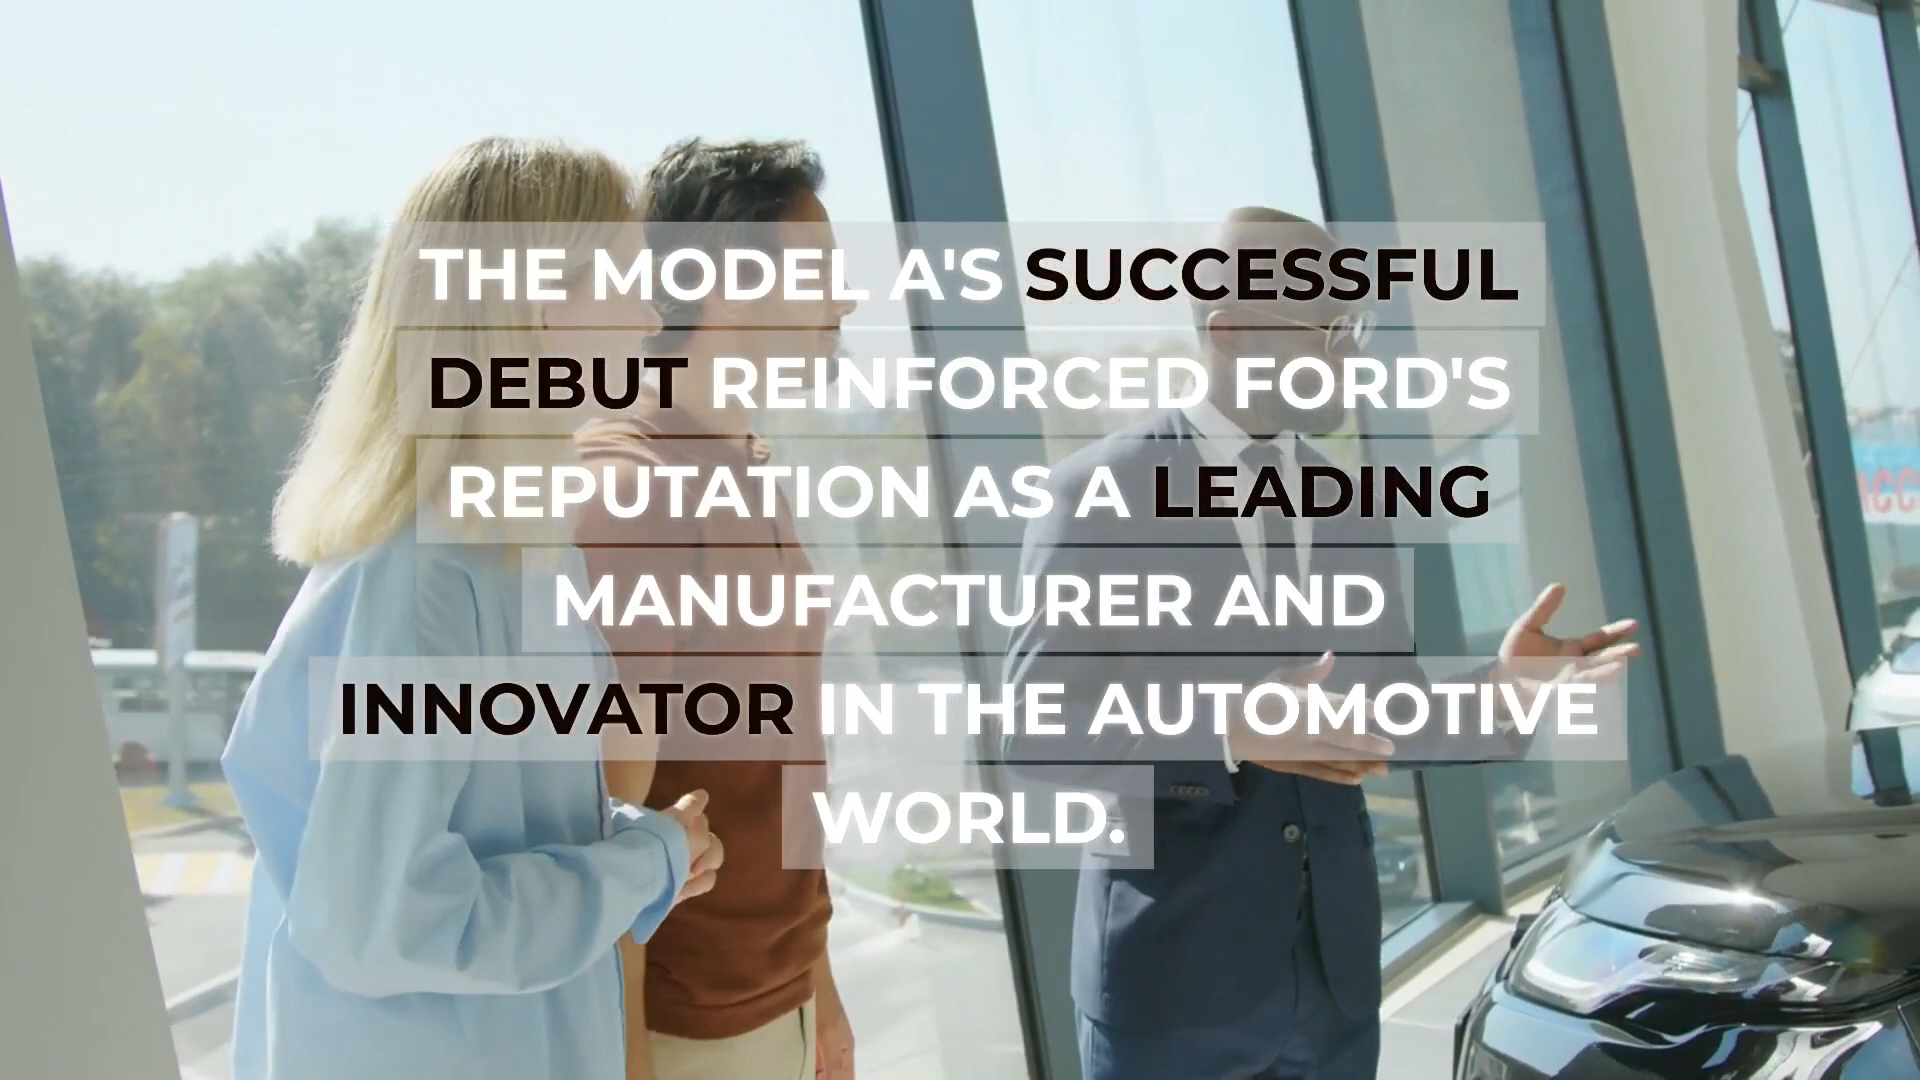 THE MODEL A'S SUCCESSFUL
DEBUT REINFORCED FORD'S
REPUTATION AS A LEADING
MANUFACTURER AND
INNOVATOR IN THE AUTOMOTIVE
WORLD.